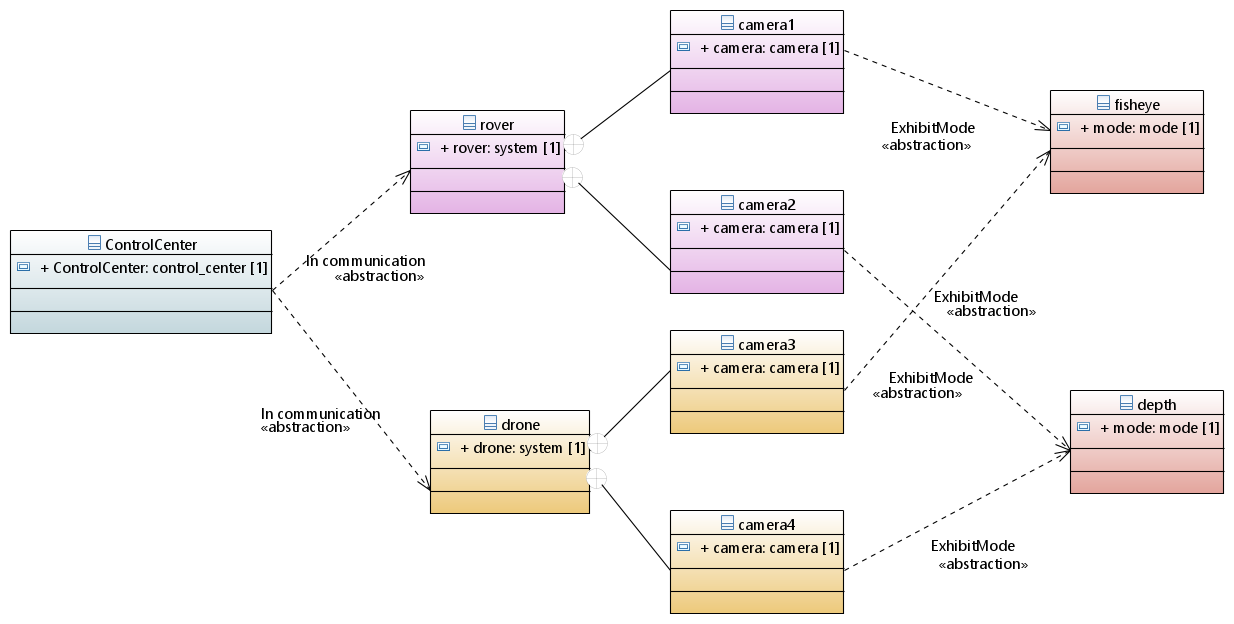 camera1
+ camera: camera [1]
fisheye
+ mode: mode [1]
rover
+ rover: system [1]
ExhibitMode
«abstraction»
camera2
+ camera: camera [1]
ControlCenter
+ ControlCenter: control_center [1]
In communication
«abstraction»
ExhibitMode
«abstraction»
camera3
+ camera: camera [1]
ExhibitMode
«abstraction»
depth
+ mode: mode [1]
In communication
«abstraction»
drone
+ drone: system [1]
camera4
+ camera: camera [1]
ExhibitMode
«abstraction»